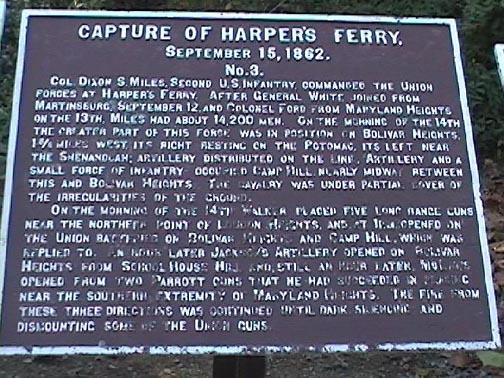 CAPTURE OF HARPER'S FERRY,
SEPTEMBER 15, 1862.
No. 3.
COL. DIXON S. MILES, SECOND U.S. INFANTRY, COMMANDED THE UNION
FORCES AT HARPER'S FERRY. AFTER GENERAL WHITE JOINED FROM
MARTINSBURG, SEPTEMBER 12, AND COLONEL FORD FROM MARYLAND HEIGHTS
ON THE 13TH, MILES HAD ABOUT 14,200 MEN. ON THE MORNING OF THE 14TH
THE GREATER PART OF THIS FORCE WAS IN POSITION ON BOLIVAR HEIGHTS,
MILES WEST, ITS RIGHT RESTING ON THE POTOMAC, ITS LEFT NEAR
THE SHENANDOAH; ARTILLERY DISTRIBUTED ON THE LINE. ARTILLERY AND A
SMALL FORCE OF INFANTRY OCCUPIED CAMP HILL, NEARLY MIDWAY BETWEEN
THIS AND BOLIVAR HEIGHTS. THE CAVALRY WAS UNDER PARTIAL COVER OF
THE IRREGULARITIES OF THE GROUND.
ON THE MORNING OF THE 14TH WALKER PLACED FIVE LONG RANGE GUNS
NEAR THE NORTHERN POINT OF LOUDON HEIGHTS, AND, AT OPENED ON
THE UNION BATTERIES ON BOLIVAR HEIGHTS AND CAMP HILL, WHICH WAS
REPLIED TO. AN HOUR LATER JACKSON'S ARTILLERY OPENED ON BOLIVAR
HEIGHTS FROM SCHOOL HOUSE HILL AND, STILL AN HOUR LATER,
OPENED FROM TWO PARROTT GUNS THAT HE HAD SUCCEEDED IN PLACING
NEAR THE SOUTHERN EXTREMITY OF MARYLAND HEIGHTS. THE FIRE FROM
THESE THREE DIRECTIONS WAS CONTINUED UNTIL DARK SILENCING AND
DISMOUNTING SOME OF THE UNION GUNS.